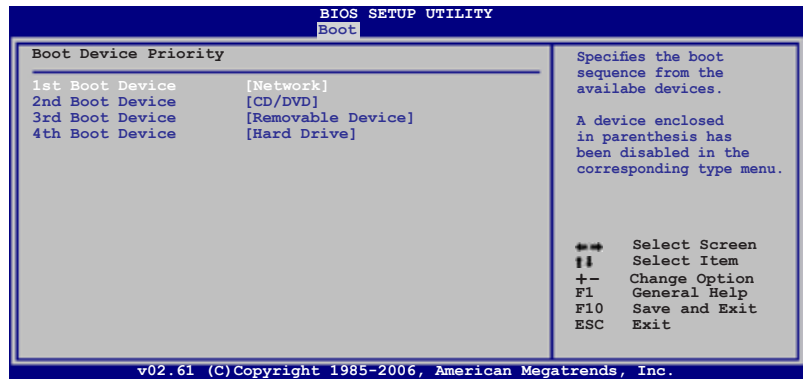 BIOS SETUP UTILITY
Boot
Boot Device Priority
1st Boot Device [Network]
2nd Boot Device [CD/DVD]
3rd Boot Device [Removable Device]
4th Boot Device [Hard Drive]
Specifies the boot
sequence from the
availabe devices.
A device enclosed
in parenthesis has
been disabled in the
corresponding type menu.
←→ Select Screen
↑↓ Select Item
+- Change Option
F1 General Help
F10 Save and Exit
ESC Exit
v02.61 (C)Copyright 1985-2006, American Megatrends, Inc.